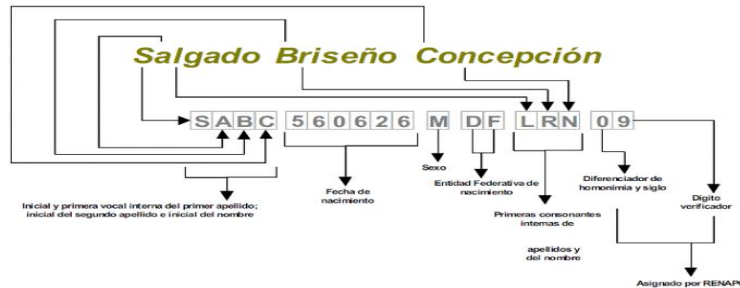 Salgado Briseño Concepción
SABC 560626 M DF LRN 09
Sexo
Fecha de
nacimiento
Entidad Federativa de
nacimiento
Diferenciador de
homonimia y siglo
Digito
verificador
Inicial y primera vocal interna del primer apellido;
inicial del segundo apellido e inicial del nombre
Primeras consonantes
internas de
apellidos y
del nombre
Asignado por RENAPO